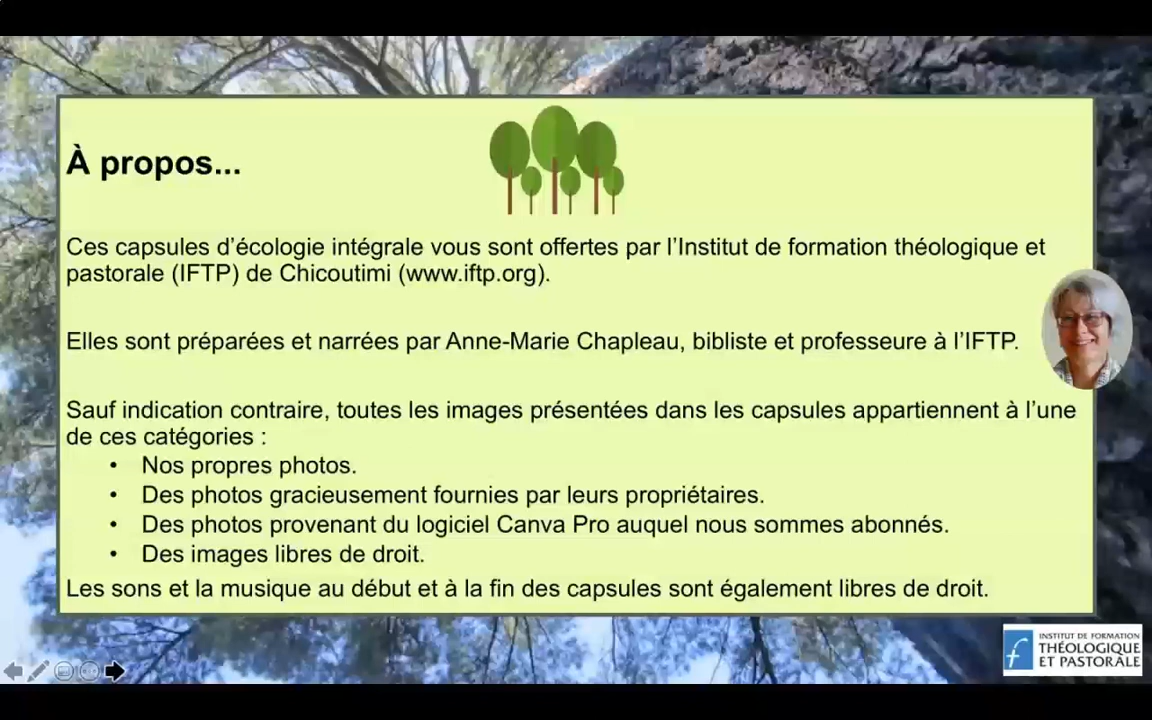 À propos...
Ces capsules d’écologie intégrale vous sont offertes par l’Institut de formation théologique et
pastorale (IFTP) de Chicoutimi (www.iftp.org).
Elles sont préparées et narrées par Anne-Marie Chapleau, bibliste et professeure à l’IFTP.
Sauf indication contraire, toutes les images présentées dans les capsules appartiennent à l’une
de ces catégories :
• Nos propres photos.
• Des photos gracieusement fournies par leurs propriétaires.
• Des photos provenant du logiciel Canva Pro auquel nous sommes abonnés.
• Des images libres de droit.
Les sons et la musique au début et à la fin des capsules sont également libres de droit.
INSTITUT DE FORMATION
THÉOLOGIQUE
ET PASTORALE